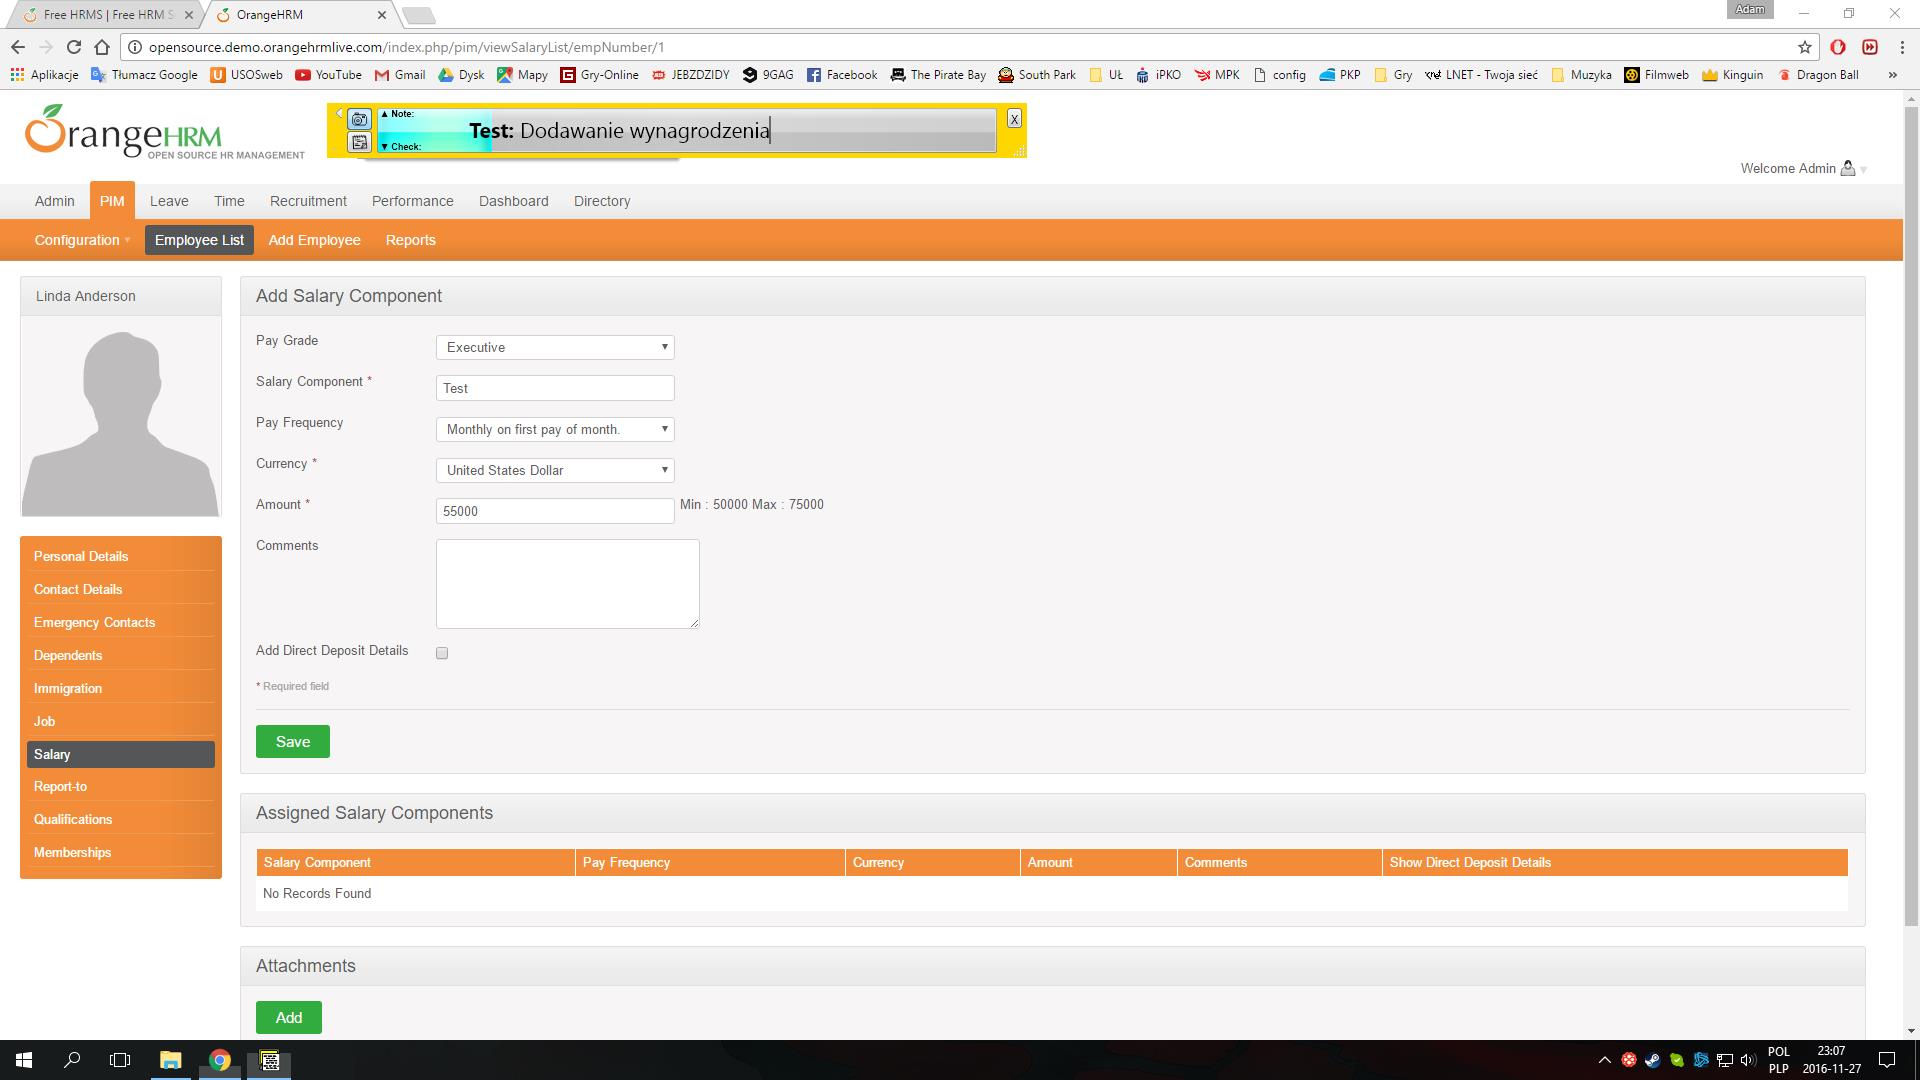 Free HRMS | Free HRM S
OrangeHRM
Adam
opensource.demo.orangehrmlive.com/index.php/pim/viewSalaryList/empNumber/1
Aplikacje Tłumacz Google USOSweb YouTube Gmail Dysk Mapy Gry-Online JEBZDZIDY 9GAG Facebook The Pirate Bay South Park UŁ iPKO MPK config PKP Gry LNET - Twoja sieć Muzyka Filmweb Kinguin Dragon Ball »
OrangeHRM
OPEN SOURCE HR MANAGEMENT
▲ Note:
Test: Dodawanie wynagrodzenia
▼ Check:
X
Welcome Admin
Admin PIM Leave Time Recruitment Performance Dashboard Directory
Configuration Employee List Add Employee Reports
Linda Anderson
Personal Details
Contact Details
Emergency Contacts
Dependents
Immigration
Job
Salary
Report-to
Qualifications
Memberships
Add Salary Component
Pay Grade Executive
Salary Component * Test
Pay Frequency Monthly on first pay of month.
Currency * United States Dollar
Amount * 55000 Min : 50000 Max : 75000
Comments
Add Direct Deposit Details
* Required field
Save
Assigned Salary Components
Salary Component Pay Frequency Currency Amount Comments Show Direct Deposit Details
No Records Found
Attachments
Add
POL
PLP
23:07
2016-11-27